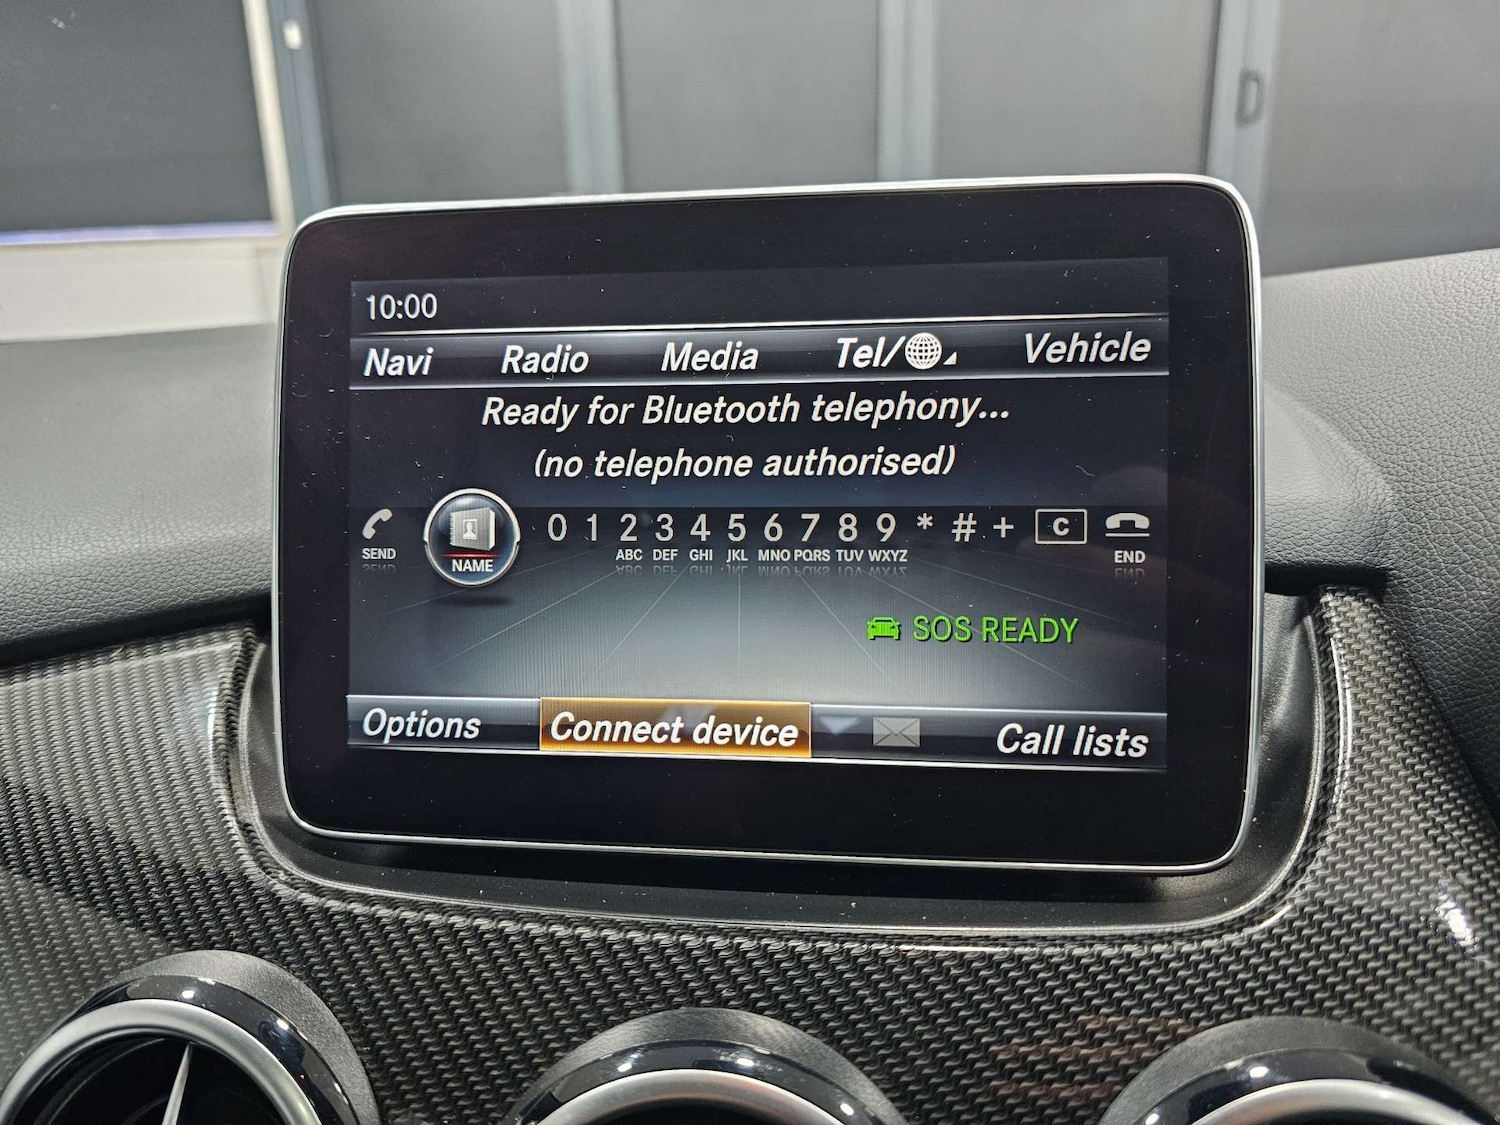 10:00
Navi Radio Media Tel/ Vehicle
Ready for Bluetooth telephony...
(no telephone authorised)
0 1 2 3 4 5 6 7 8 9 * # + C
SEND NAME ABC DEF GHI JKL MNO PQRS TUV WXYZ END
SOS READY
Options Connect device Call lists